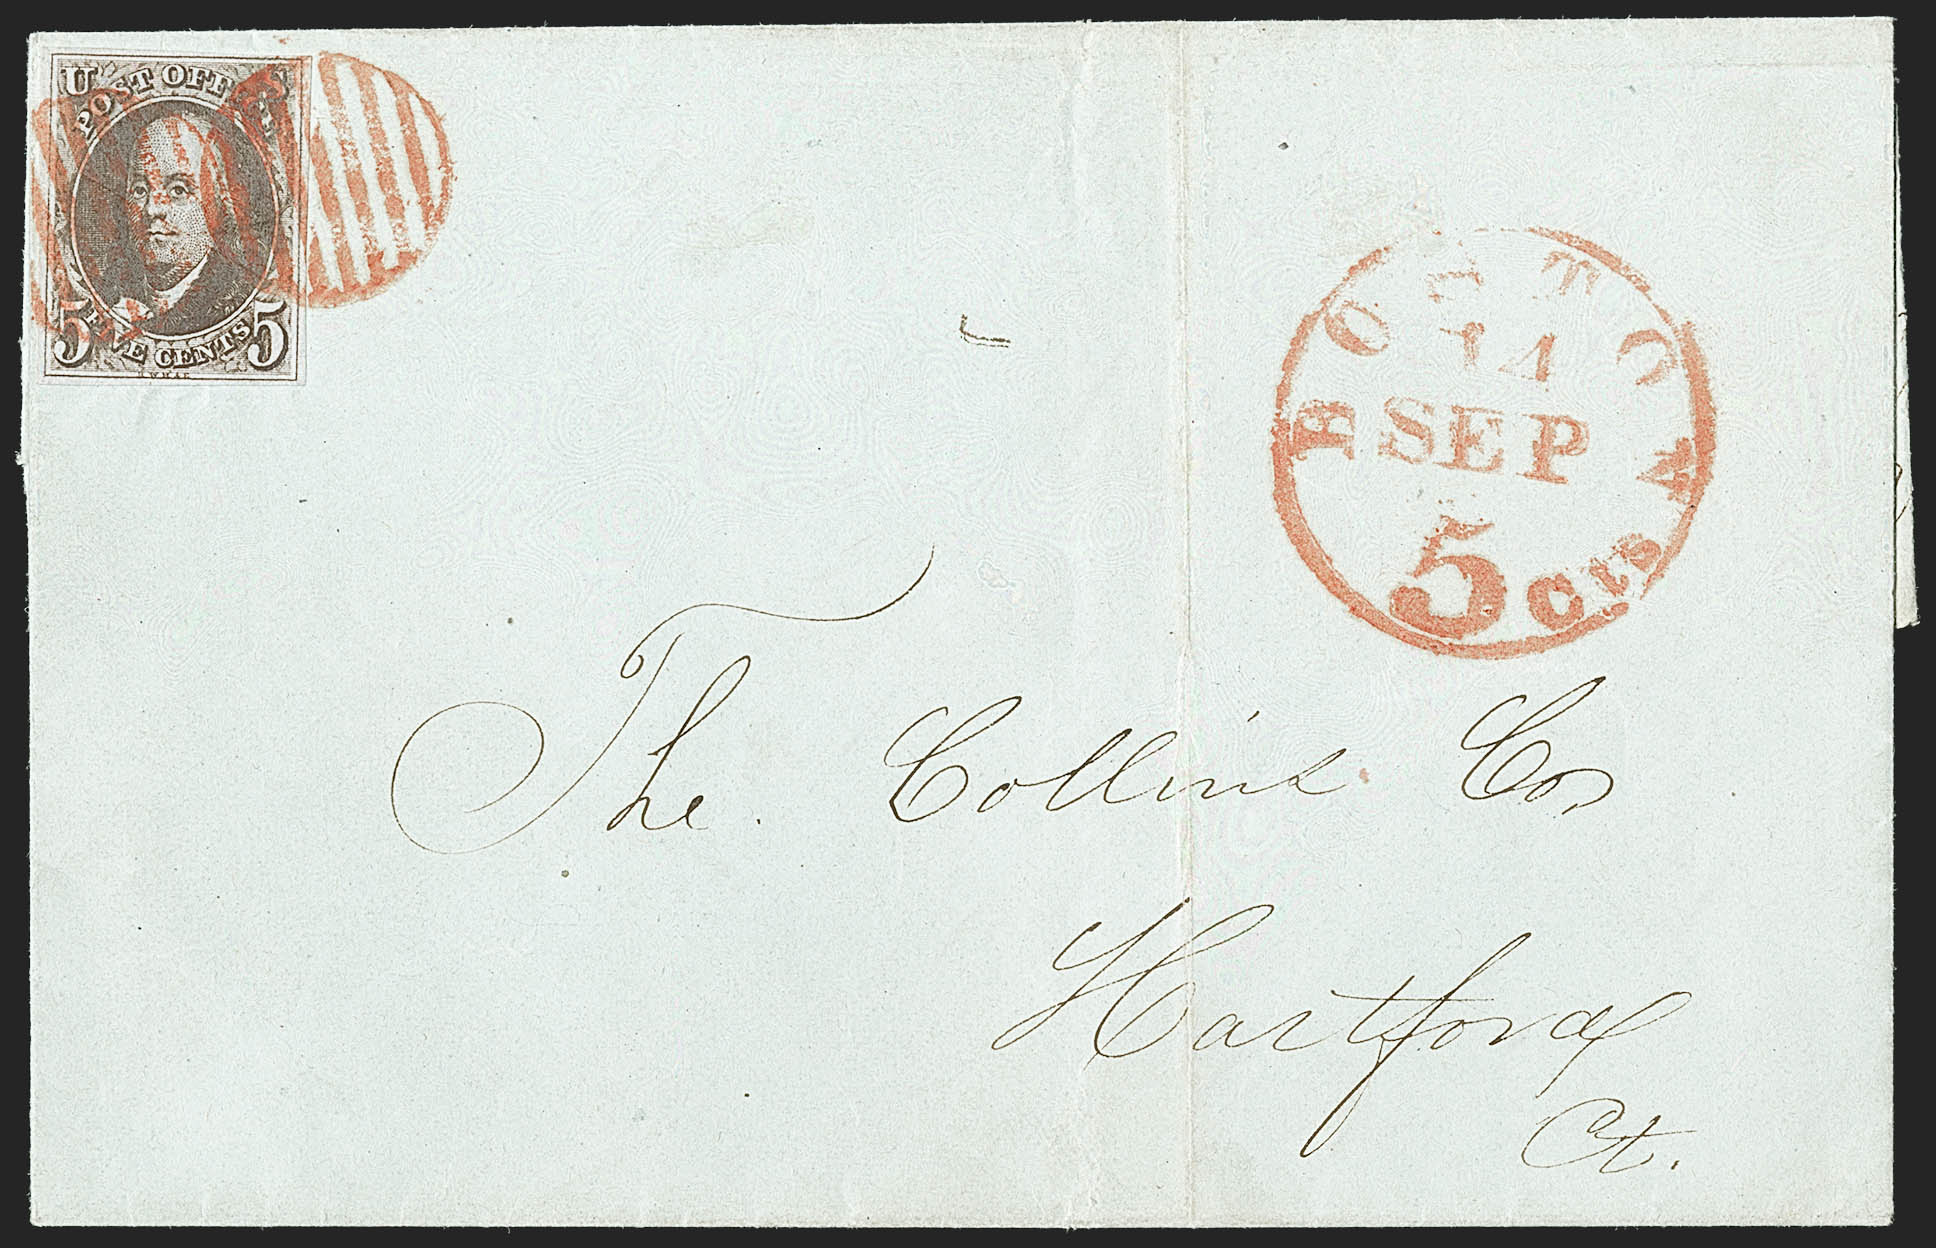 U S
POST OFFICE
5 FIVE CENTS 5
BOSTON
14
SEP
5 Cts
The Collins Co
Hartford
Ct.